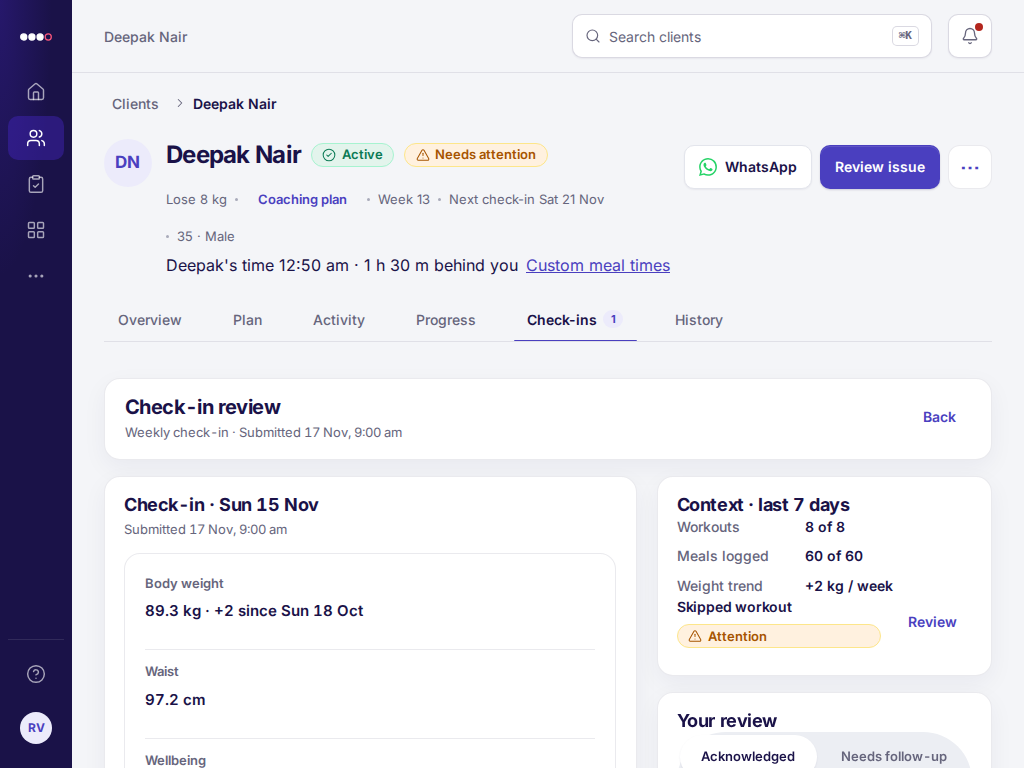 Deepak Nair
Search clients
⌘K
Clients
Deepak Nair
DN
Deepak Nair
Active
Needs attention
WhatsApp
Review issue
Lose 8 kg · Coaching plan · Week 13 · Next check-in Sat 21 Nov
· 35 · Male
Deepak's time 12:50 am · 1 h 30 m behind you Custom meal times
Overview
Plan
Activity
Progress
Check-ins 1
History
Check-in review
Weekly check-in · Submitted 17 Nov, 9:00 am
Back
Check-in · Sun 15 Nov
Submitted 17 Nov, 9:00 am
Body weight
89.3 kg · +2 since Sun 18 Oct
Waist
97.2 cm
Wellbeing
Context · last 7 days
Workouts 8 of 8
Meals logged 60 of 60
Weight trend +2 kg / week
Skipped workout
Attention
Review
Your review
Acknowledged
Needs follow-up
RV